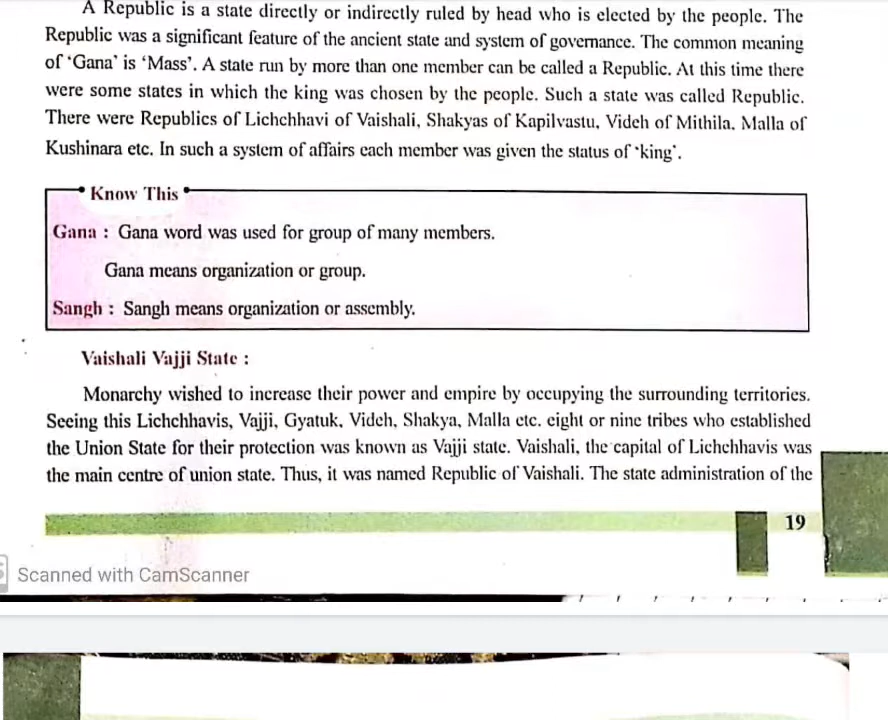 A Republic is a state directly or indirectly ruled by head who is elected by the people. The
Republic was a significant feature of the ancient state and system of governance. The common meaning
of ‘Gana’ is ‘Mass’. A state run by more than one member can be called a Republic. At this time there
were some states in which the king was chosen by the people. Such a state was called Republic.
There were Republics of Lichchhavi of Vaishali, Shakyas of Kapilvastu, Videh of Mithila, Malla of
Kushinara etc. In such a system of affairs each member was given the status of ‘king’.
Know This
Gana : Gana word was used for group of many members.
Gana means organization or group.
Sangh : Sangh means organization or assembly.
Vaishali Vajji State :
Monarchy wished to increase their power and empire by occupying the surrounding territories.
Seeing this Lichchhavis, Vajji, Gyatuk, Videh, Shakya, Malla etc. eight or nine tribes who established
the Union State for their protection was known as Vajji state. Vaishali, the capital of Lichchhavis was
the main centre of union state. Thus, it was named Republic of Vaishali. The state administration of the
19
Scanned with CamScanner